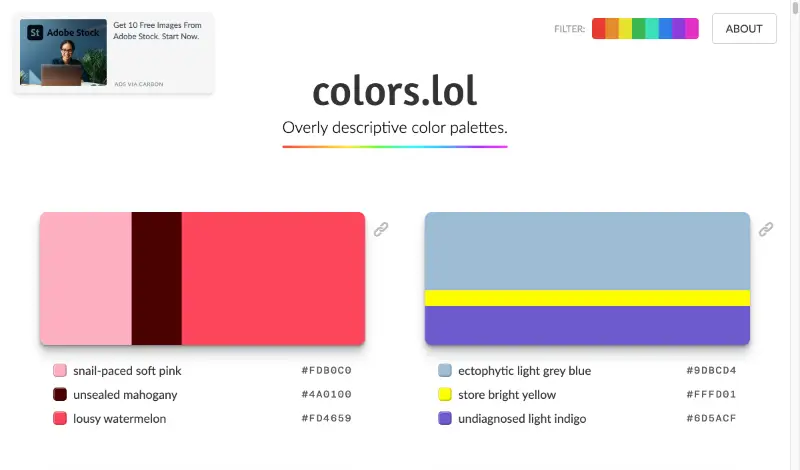 St Adobe Stock
Get 10 Free Images From
Adobe Stock. Start Now.
ADS VIA CARBON
FILTER:
ABOUT
colors.lol
Overly descriptive color palettes.
snail-paced soft pink #FDB0C0
unsealed mahogany #4A0100
lousy watermelon #FD4659
ectophytic light grey blue #9DBCD4
store bright yellow #FFFD01
undiagnosed light indigo #6D5ACF